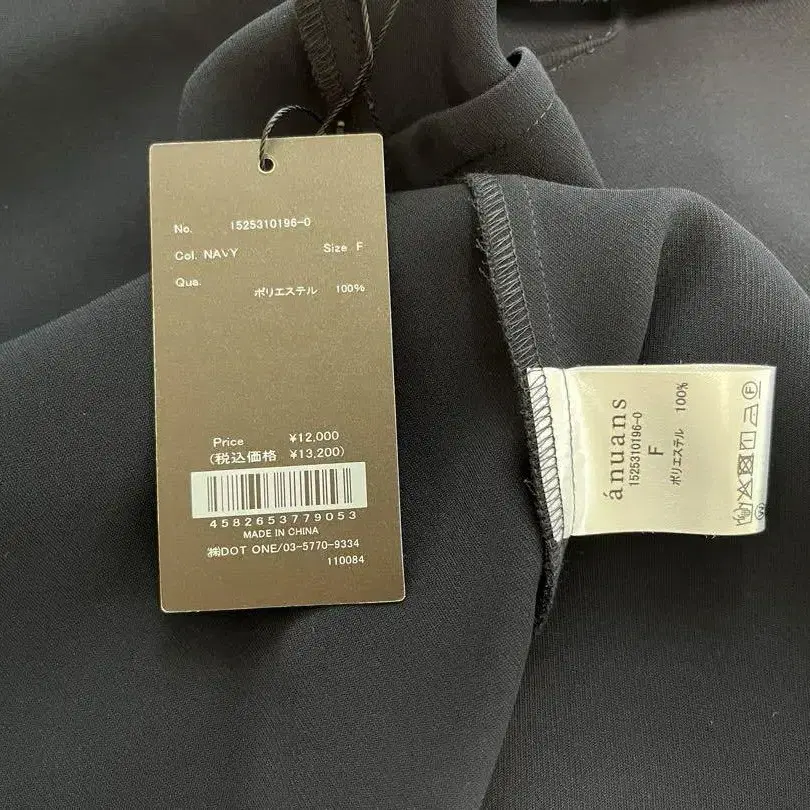 No. 1525310196-0
Col. NAVY Size F
Qua.
ポリエステル 100%
Price ¥12,000
(税込価格 ¥13,200)
4582653779053
MADE IN CHINA
㈱DOT ONE/03-5770-9334
110084
ánuans
1525310196-0
F
ポリエステル 100%